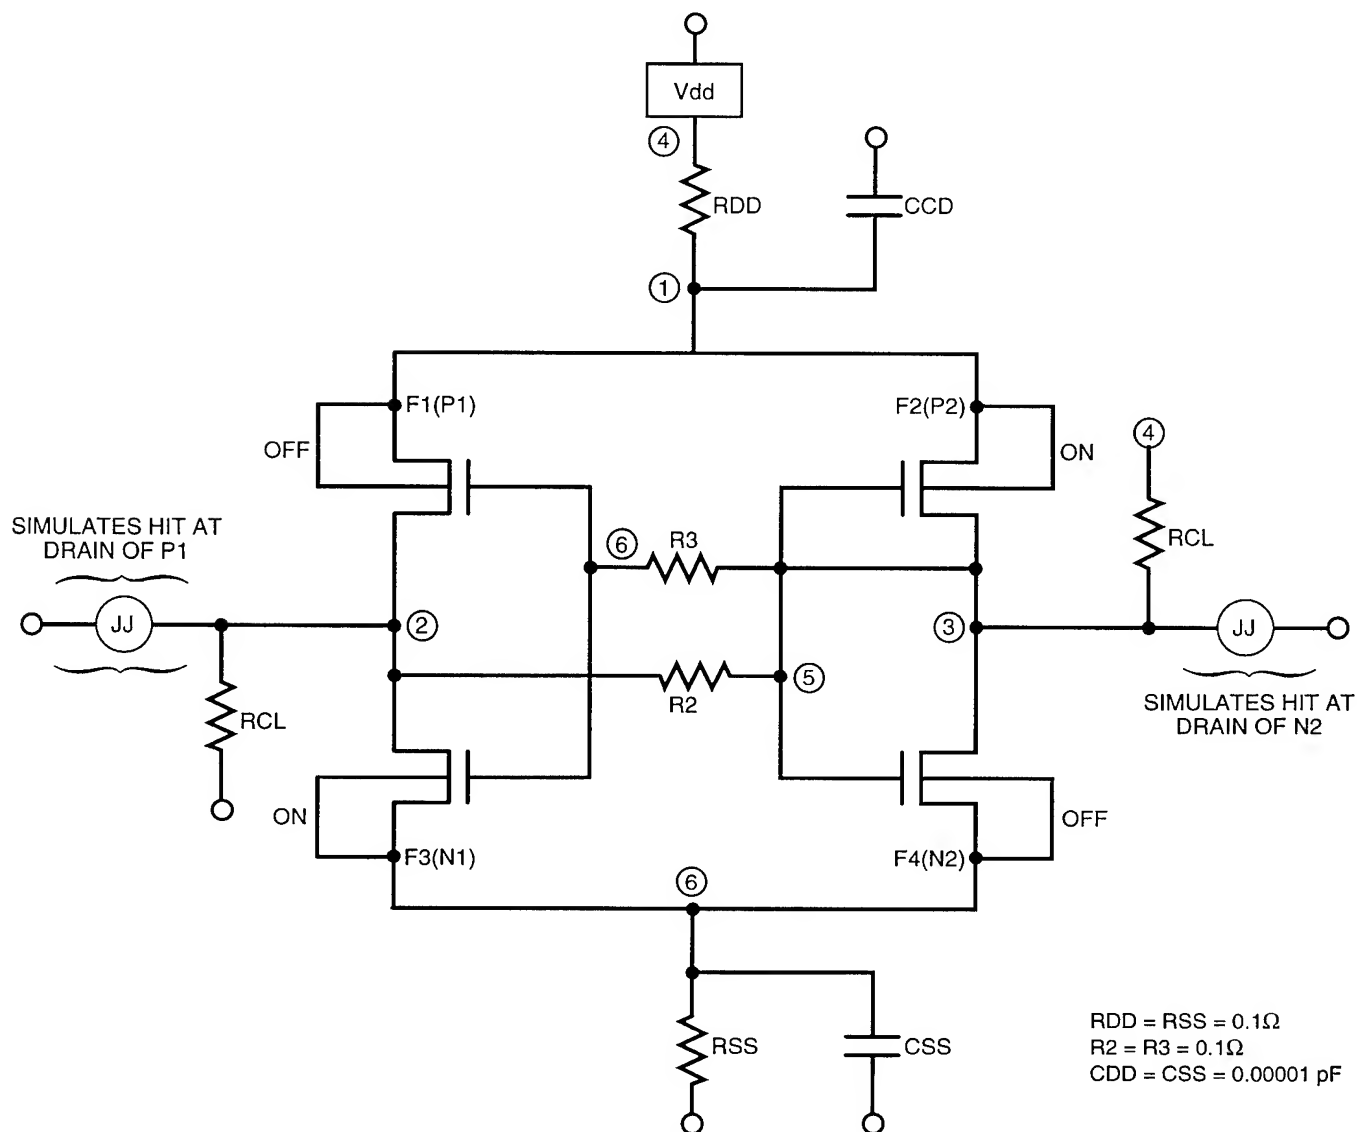 Vdd
④
RDD
CCD
①
F1(P1)
F2(P2)
OFF
ON
④
SIMULATES HIT AT
DRAIN OF P1
⑥
R3
RCL
JJ
②
③
JJ
R2
⑤
RCL
SIMULATES HIT AT
DRAIN OF N2
ON
OFF
F3(N1)
F4(N2)
⑥
RSS
CSS
RDD = RSS = 0.1Ω
R2 = R3 = 0.1Ω
CDD = CSS = 0.00001 pF